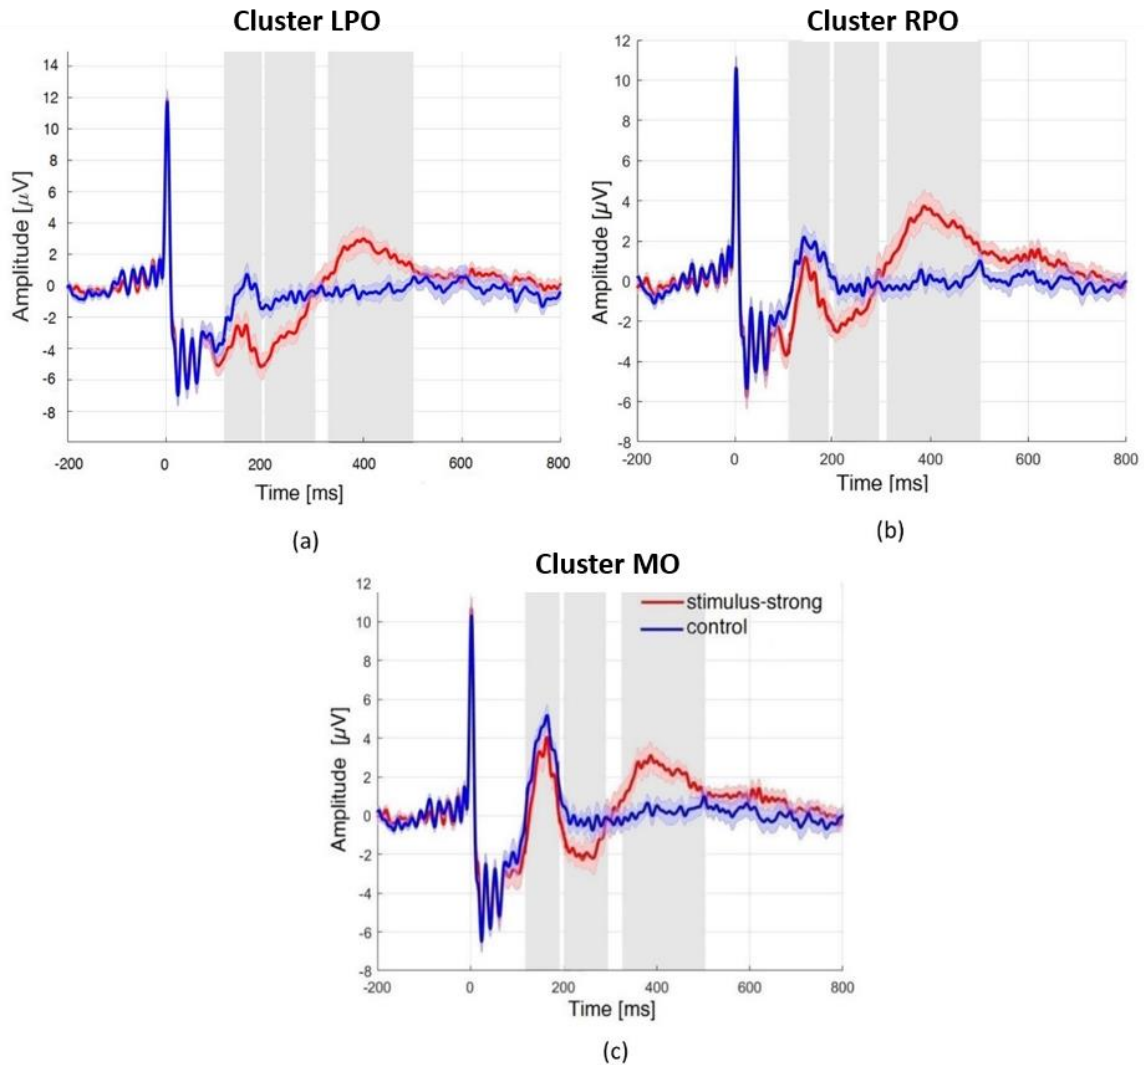 Cluster LPO
Cluster RPO
14
12
10
8
6
4
2
0
-2
-4
-6
-8
Amplitude [μV]
-200 0 200 400 600 800
Time [ms]
(a)
12
10
8
6
4
2
0
-2
-4
-6
-8
Amplitude [μV]
-200 0 200 400 600 800
Time [ms]
(b)
Cluster MO
12
10
8
6
4
2
0
-2
-4
-6
-8
Amplitude [μV]
stimulus-strong
control
-200 0 200 400 600 800
Time [ms]
(c)